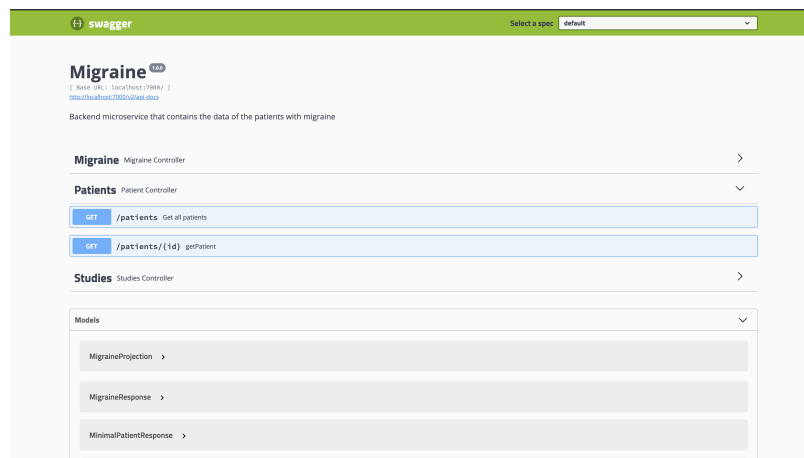 swagger
Select a spec default
Migraine 1.0.0
[ Base URL: localhost:7000/ ]
http://localhost:7000/v2/api-docs
Backend microservice that contains the data of the patients with migraine
Migraine Migraine Controller
Patients Patient Controller
GET /patients Get all patients
GET /patients/{id} getPatient
Studies Studies Controller
Models
MigraineProjection
MigraineResponse
MinimalPatientResponse